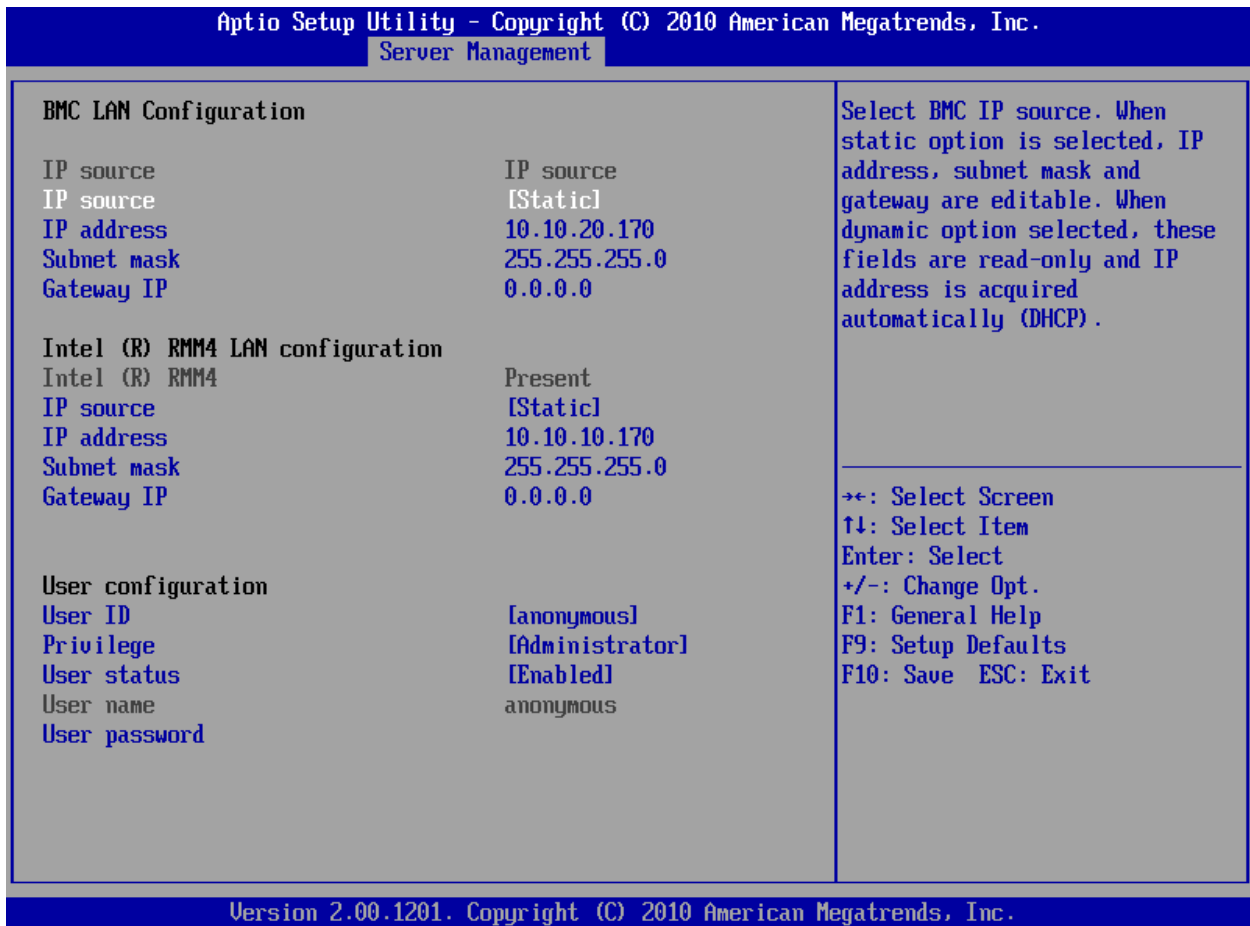 Aptio Setup Utility - Copyright (C) 2010 American Megatrends, Inc.
Server Management
BMC LAN Configuration
IP source IP source
IP source [Static]
IP address 10.10.20.170
Subnet mask 255.255.255.0
Gateway IP 0.0.0.0
Intel (R) RMM4 LAN configuration
Intel (R) RMM4 Present
IP source [Static]
IP address 10.10.10.170
Subnet mask 255.255.255.0
Gateway IP 0.0.0.0
User configuration
User ID [anonymous]
Privilege [Administrator]
User status [Enabled]
User name anonymous
User password
Select BMC IP source. When
static option is selected, IP
address, subnet mask and
gateway are editable. When
dynamic option selected, these
fields are read-only and IP
address is acquired
automatically (DHCP).
→←: Select Screen
↑↓: Select Item
Enter: Select
+/-: Change Opt.
F1: General Help
F9: Setup Defaults
F10: Save ESC: Exit
Version 2.00.1201. Copyright (C) 2010 American Megatrends, Inc.